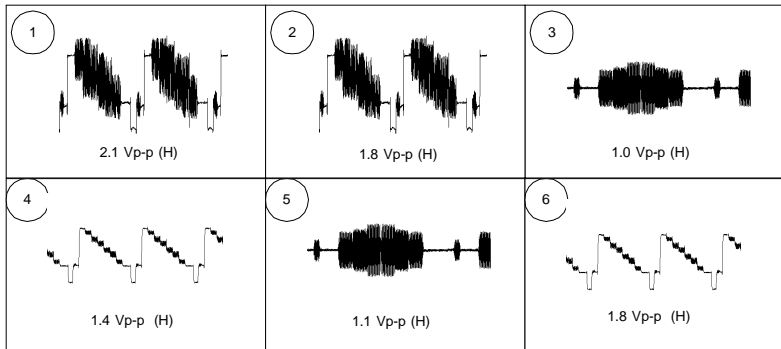 1
2
3
2.1 Vp-p (H)
1.8 Vp-p (H)
1.0 Vp-p (H)
4
5
6
1.4 Vp-p (H)
1.1 Vp-p (H)
1.8 Vp-p (H)